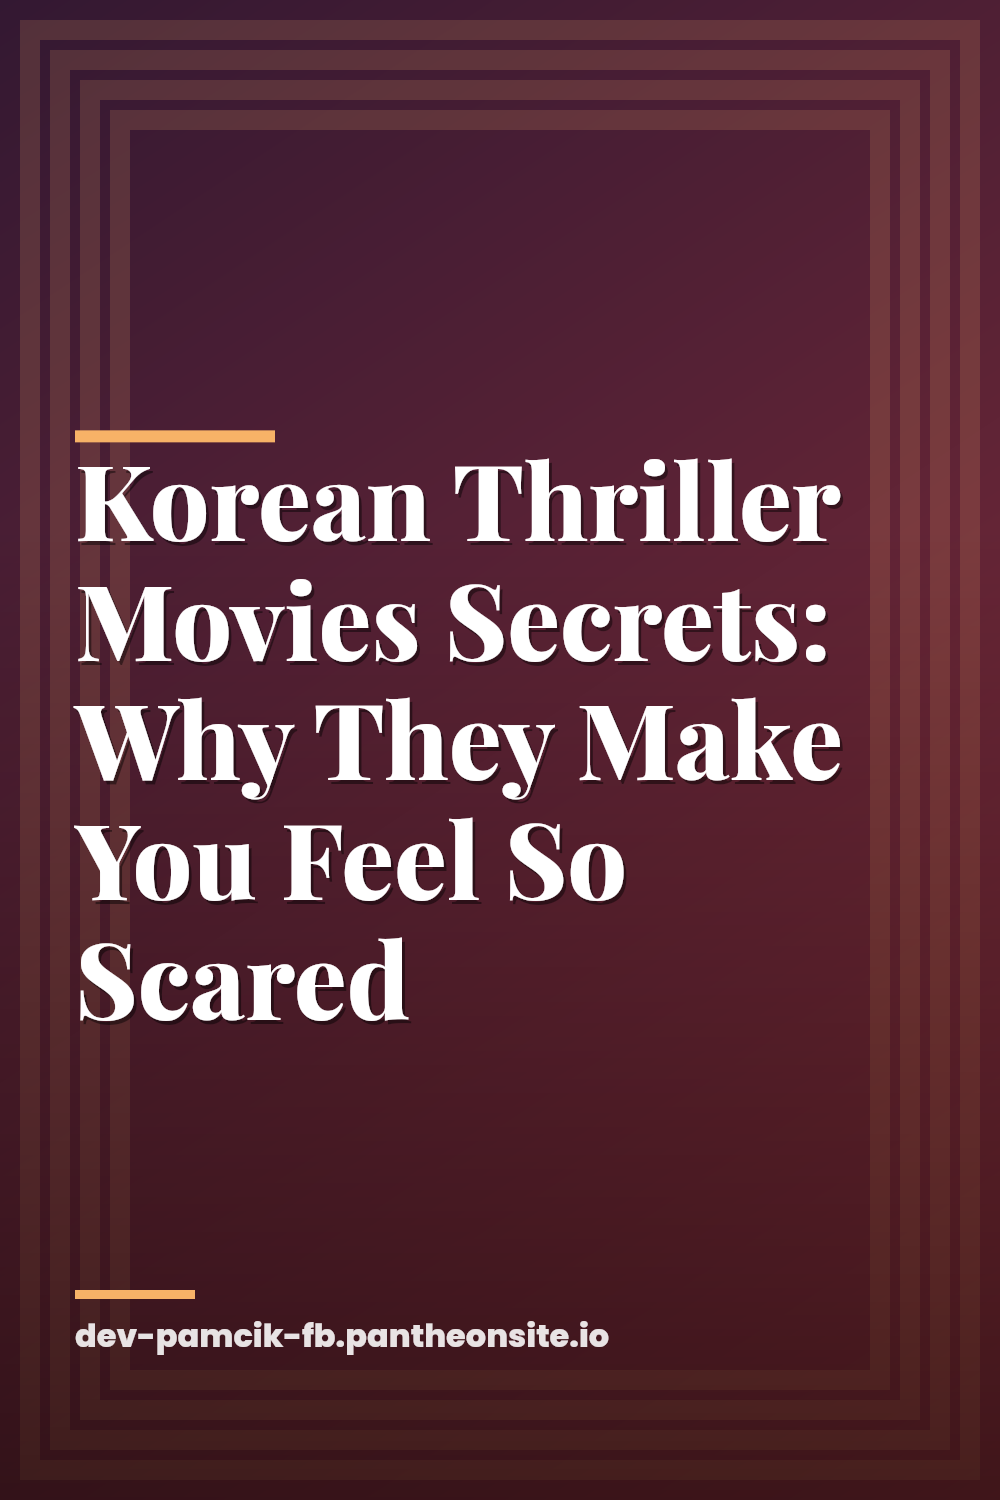 Korean Thriller
Movies Secrets:
Why They Make
You Feel So
Scared
dev-pamcik-fb.pantheonsite.io